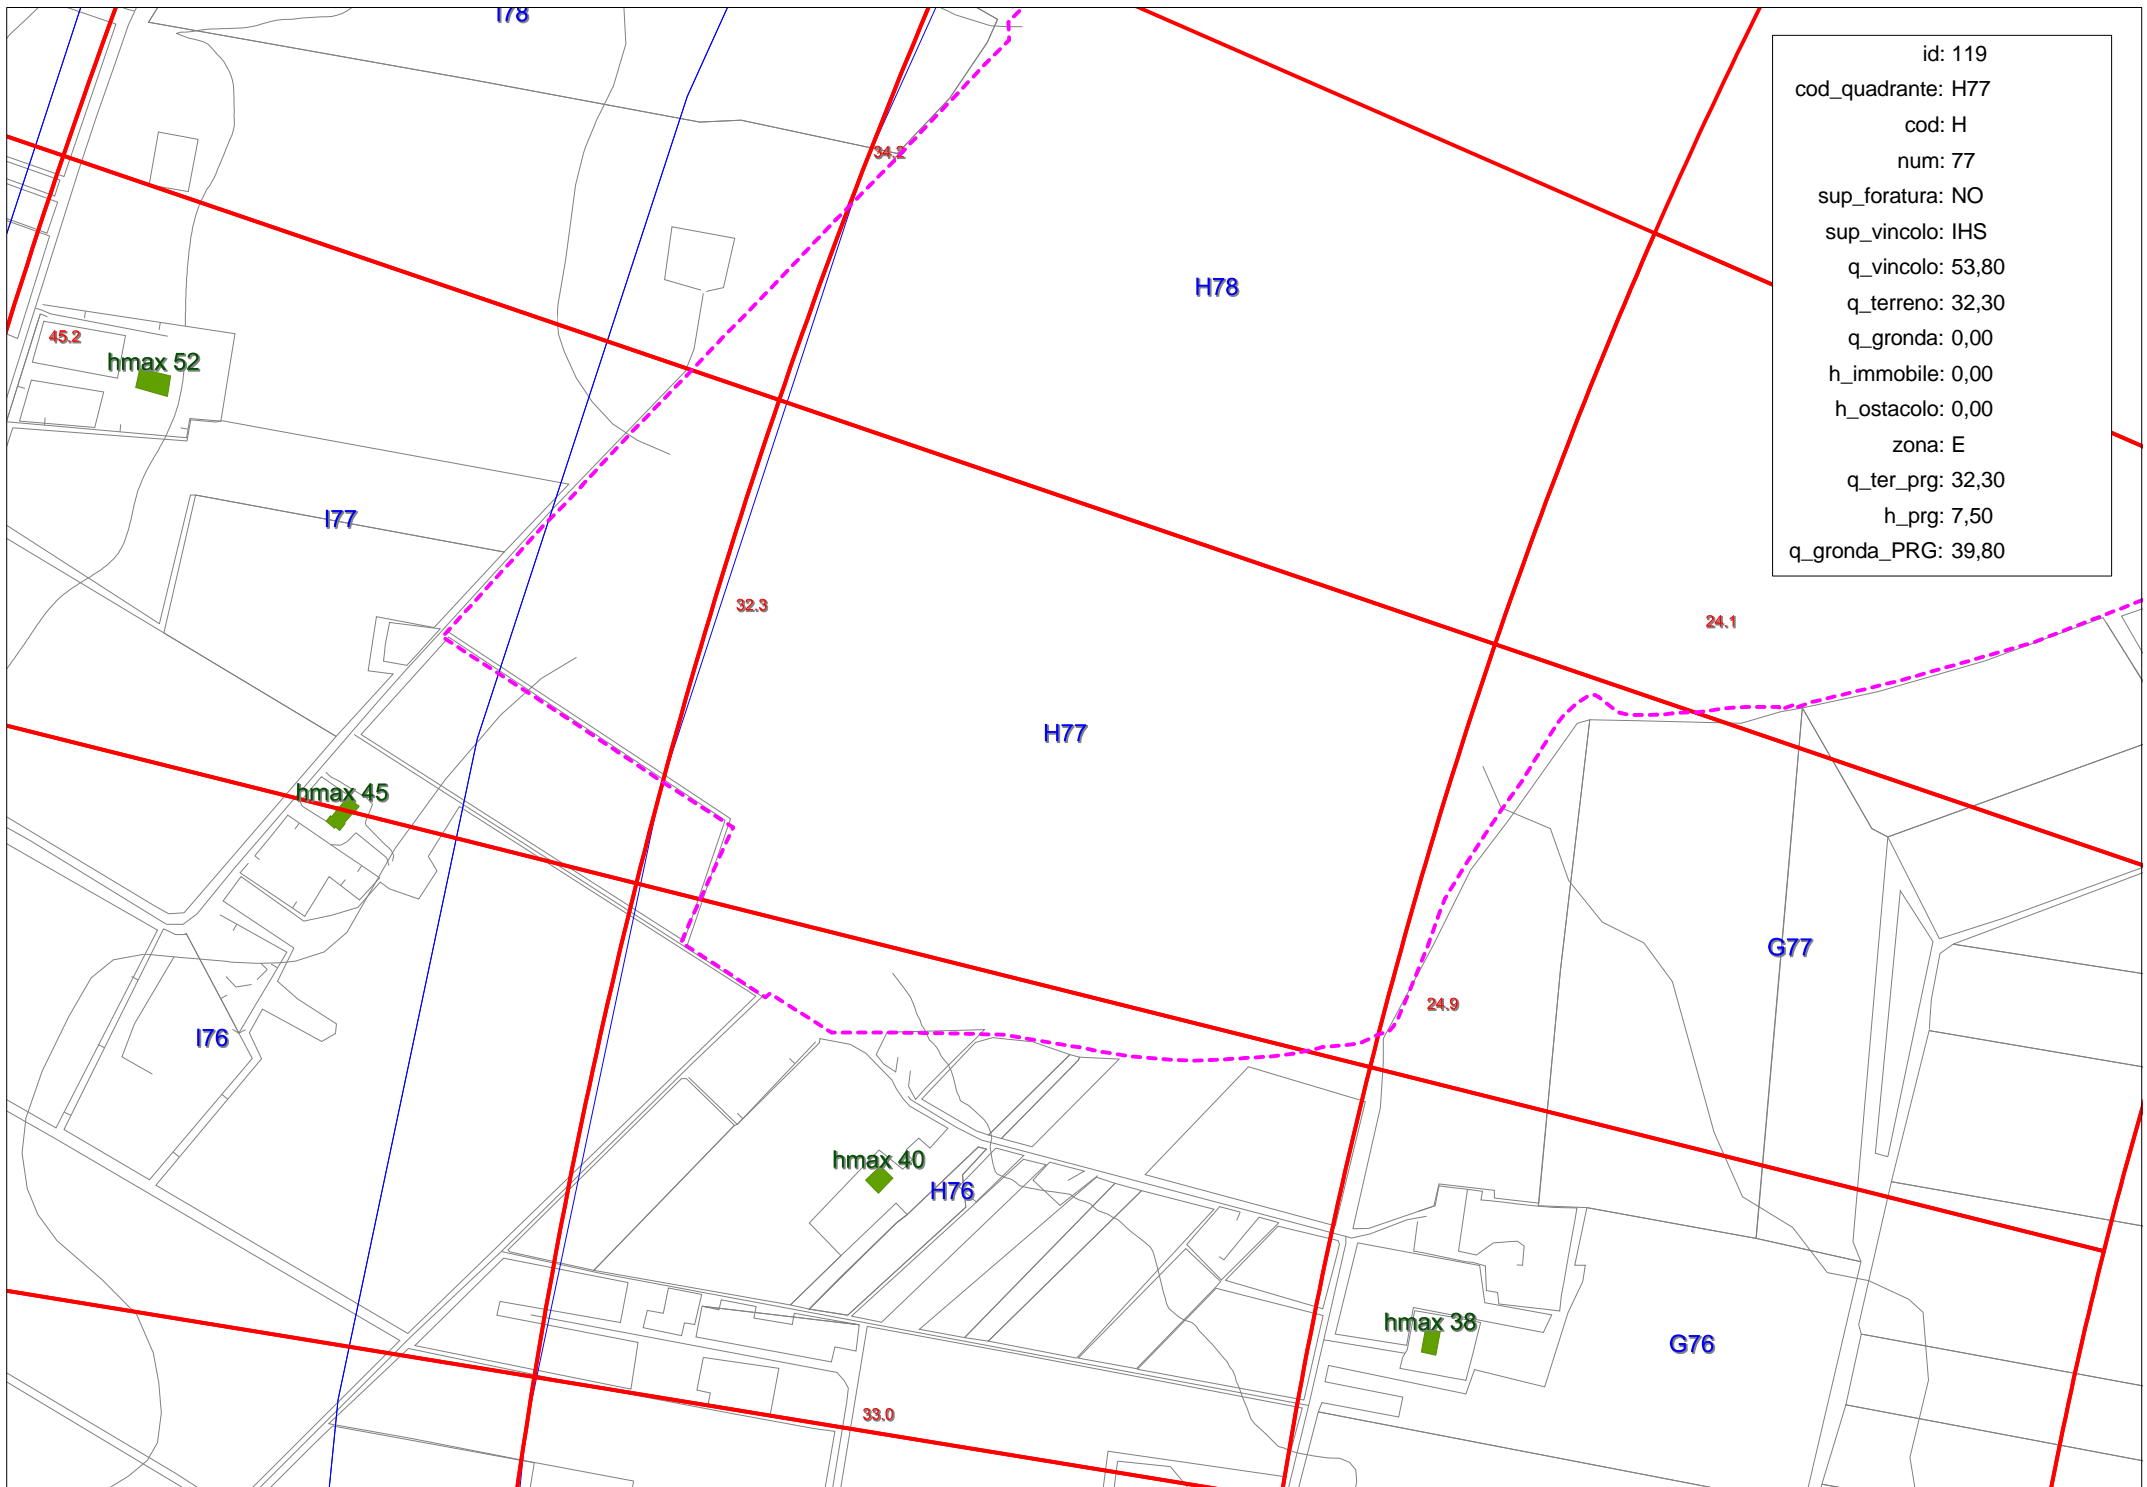 I78
id: 119
cod_quadrante: H77
cod: H
num: 77
sup_foratura: NO
sup_vincolo: IHS
q_vincolo: 53,80
q_terreno: 32,30
q_gronda: 0,00
h_immobile: 0,00
h_ostacolo: 0,00
zona: E
q_ter_prg: 32,30
h_prg: 7,50
q_gronda_PRG: 39,80
34.2
H78
45.2
hmax 52
I77
32.3
24.1
H77
hmax 45
G77
24.9
I76
hmax 40
H76
hmax 38
G76
33.0